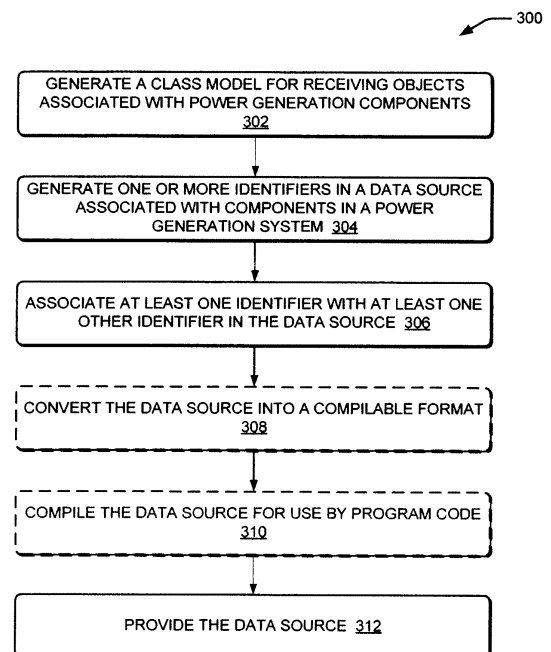 300
GENERATE A CLASS MODEL FOR RECEIVING OBJECTS
ASSOCIATED WITH POWER GENERATION COMPONENTS
302
GENERATE ONE OR MORE IDENTIFIERS IN A DATA SOURCE
ASSOCIATED WITH COMPONENTS IN A POWER
GENERATION SYSTEM 304
ASSOCIATE AT LEAST ONE IDENTIFIER WITH AT LEAST ONE
OTHER IDENTIFIER IN THE DATA SOURCE 306
CONVERT THE DATA SOURCE INTO A COMPILABLE FORMAT
308
COMPILE THE DATA SOURCE FOR USE BY PROGRAM CODE
310
PROVIDE THE DATA SOURCE 312